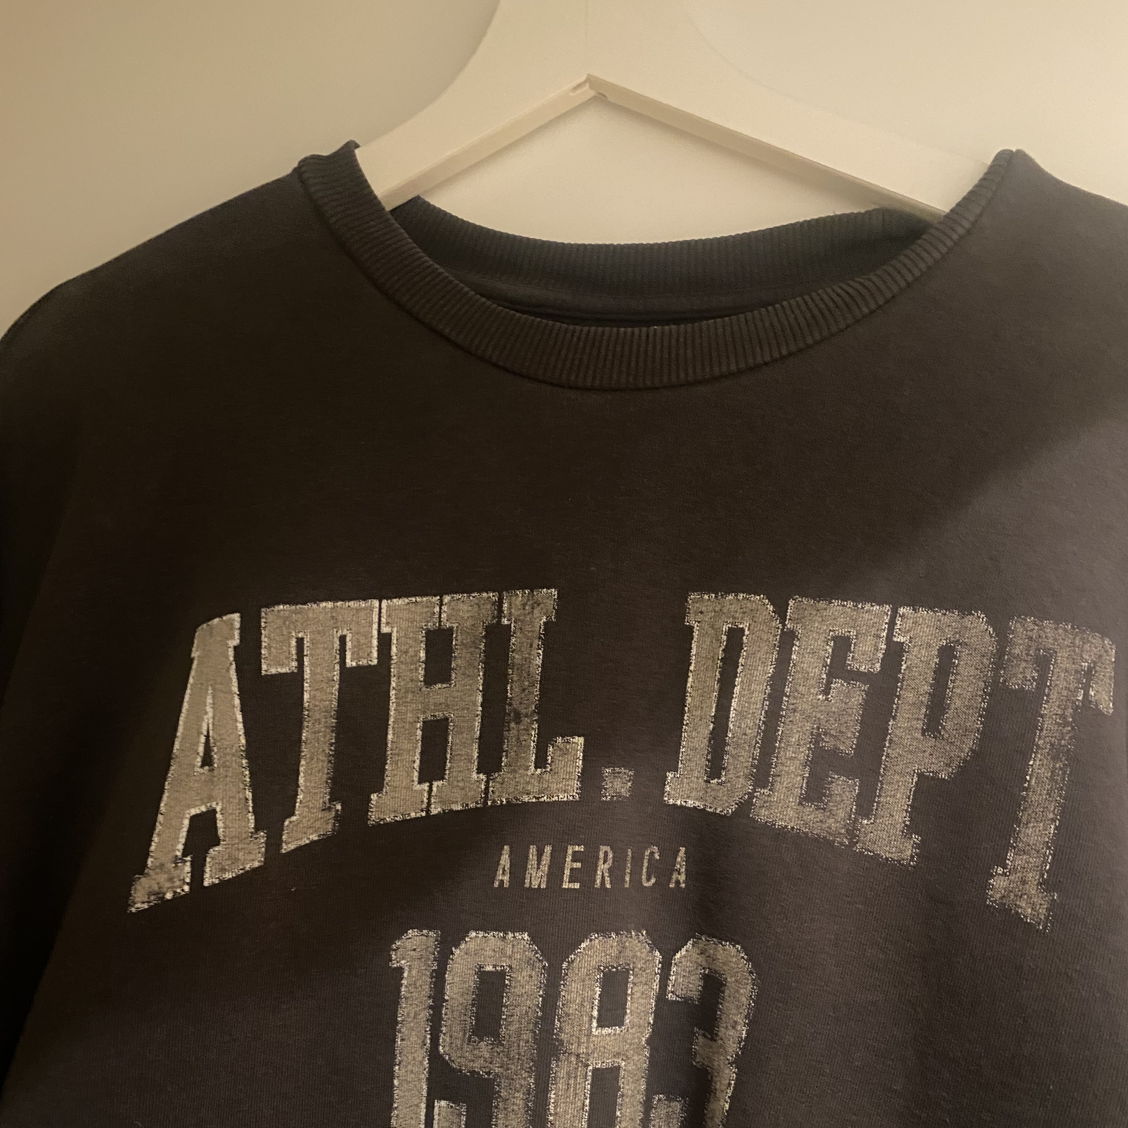 ATHL. DEPT
AMERICA
1983